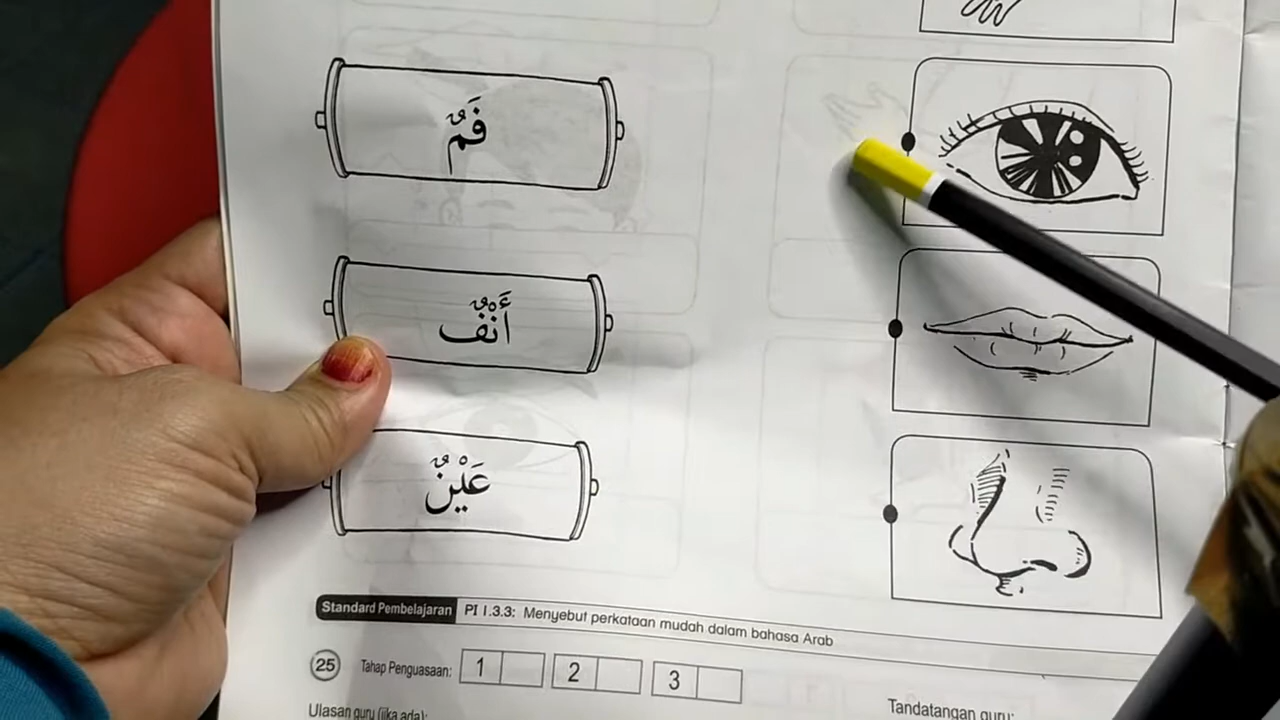 فَمٌ
أَنْفٌ
عَيْنٌ
Standard Pembelajaran PI 1.3.3: Menyebut perkataan mudah dalam bahasa Arab
25 Tahap Penguasaan: 1 2 3
Ulasan guru (jika ada): Tandatangan guru: